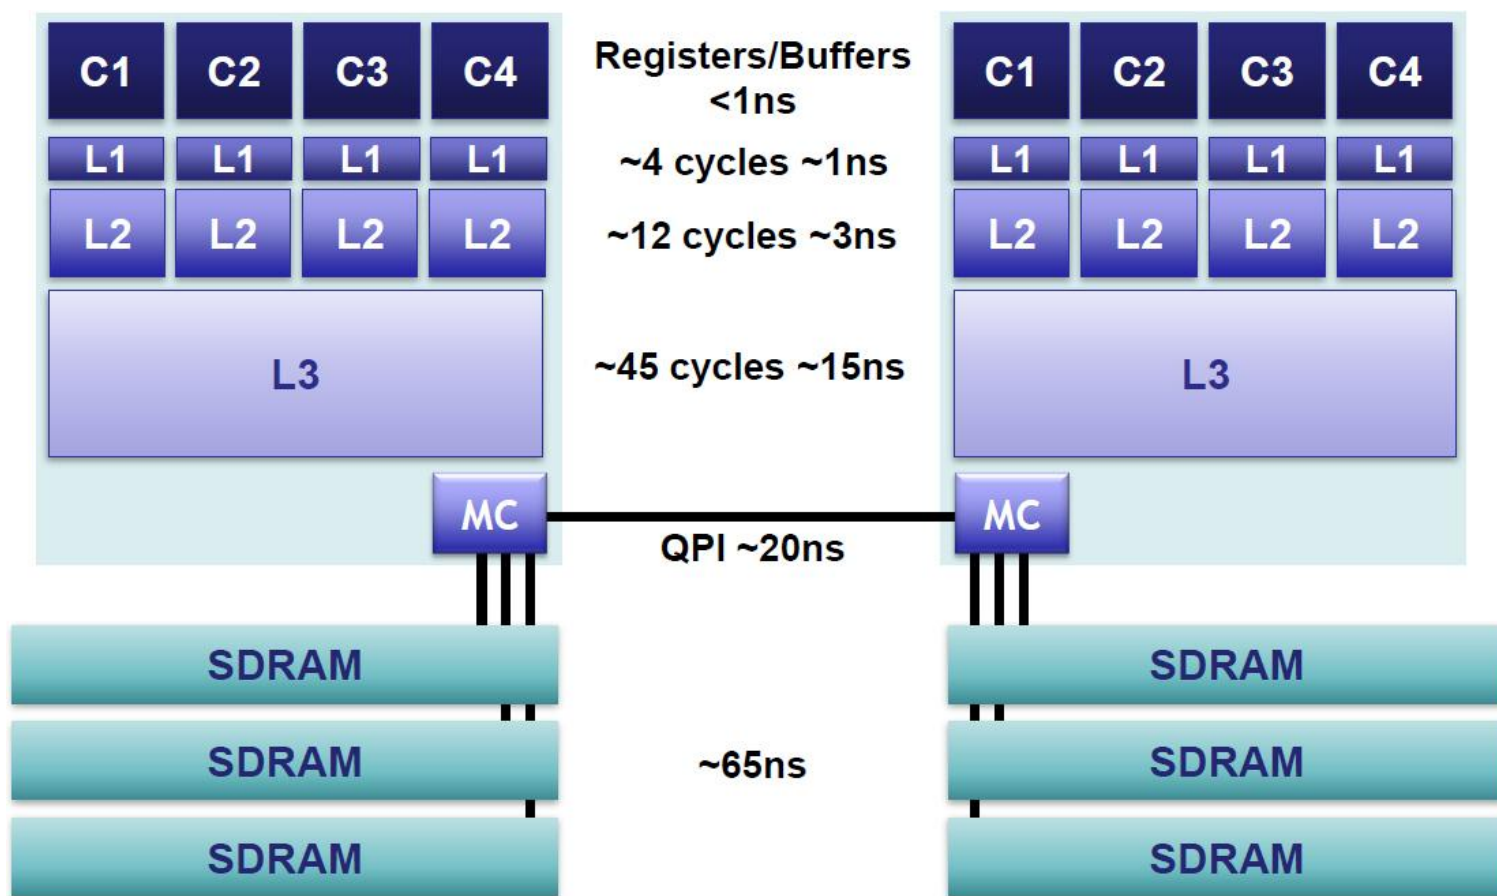 C1 C2 C3 C4 Registers/Buffers C1 C2 C3 C4
<1ns
L1 L1 L1 L1 ~4 cycles ~1ns L1 L1 L1 L1
L2 L2 L2 L2 ~12 cycles ~3ns L2 L2 L2 L2
L3 ~45 cycles ~15ns L3
MC MC
QPI ~20ns
SDRAM SDRAM
SDRAM ~65ns SDRAM
SDRAM SDRAM